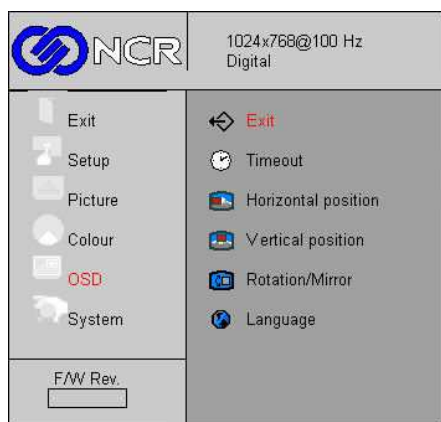 NCR
1024x768@100 Hz
Digital
Exit
Setup
Picture
Colour
OSD
System
F/W Rev.
Exit
Timeout
Horizontal position
Vertical position
Rotation/Mirror
Language